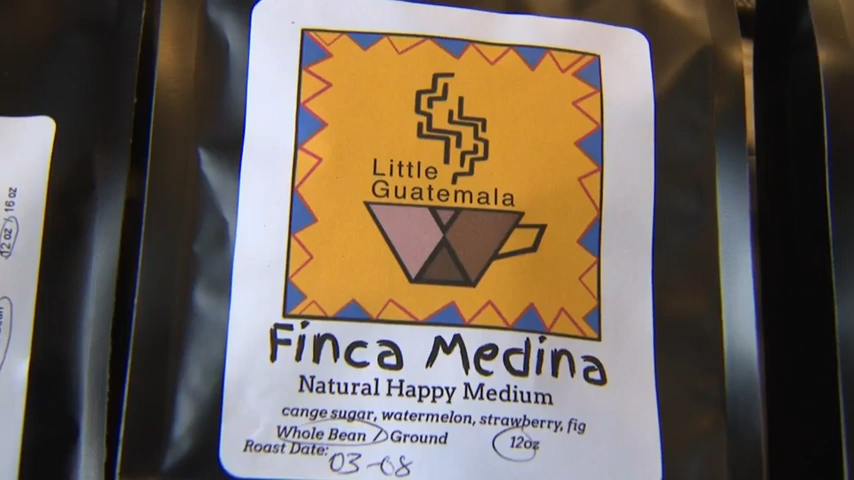 Little
Guatemala
Finca Medina
Natural Happy Medium
cange sugar, watermelon, strawberry, fig
Whole Bean / Ground 12oz
Roast Date: 03-08
12 oz / 16 oz